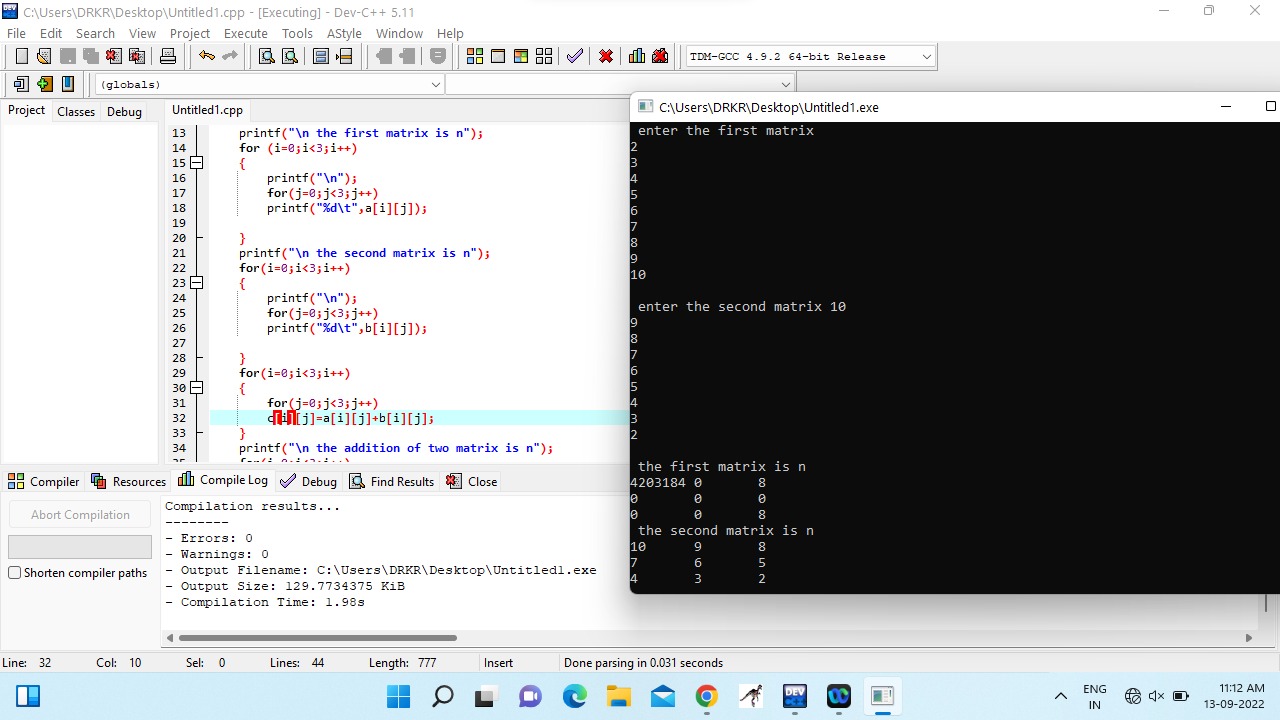 C:\Users\DRKR\Desktop\Untitled1.cpp - [Executing] - Dev-C++ 5.11
File Edit Search View Project Execute Tools AStyle Window Help
TDM-GCC 4.9.2 64-bit Release
(globals)
Project Classes Debug
Untitled1.cpp
13 printf("\n the first matrix is n");
14 for (i=0;i<3;i++)
15 {
16 printf("\n");
17 for(j=0;j<3;j++)
18 printf("%d\t",a[i][j]);
19
20 }
21 printf("\n the second matrix is n");
22 for(i=0;i<3;i++)
23 {
24 printf("\n");
25 for(j=0;j<3;j++)
26 printf("%d\t",b[i][j]);
27
28 }
29 for(i=0;i<3;i++)
30 {
31 for(j=0;j<3;j++)
32 c[i][j]=a[i][j]+b[i][j];
33 }
34 printf("\n the addition of two matrix is n");
C:\Users\DRKR\Desktop\Untitled1.exe
enter the first matrix
2
3
4
5
6
7
8
9
10
enter the second matrix 10
9
8
7
6
5
4
3
2
the first matrix is n
4203184 0 8
0 0 0
0 0 8
the second matrix is n
10 9 8
7 6 5
4 3 2
Compiler Resources Compile Log Debug Find Results Close
Abort Compilation
Shorten compiler paths
Compilation results...
--------
- Errors: 0
- Warnings: 0
- Output Filename: C:\Users\DRKR\Desktop\Untitled1.exe
- Output Size: 129.7734375 KiB
- Compilation Time: 1.98s
Line: 32 Col: 10 Sel: 0 Lines: 44 Length: 777 Insert Done parsing in 0.031 seconds
DEV
ENG
IN
11:12 AM
13-09-2022